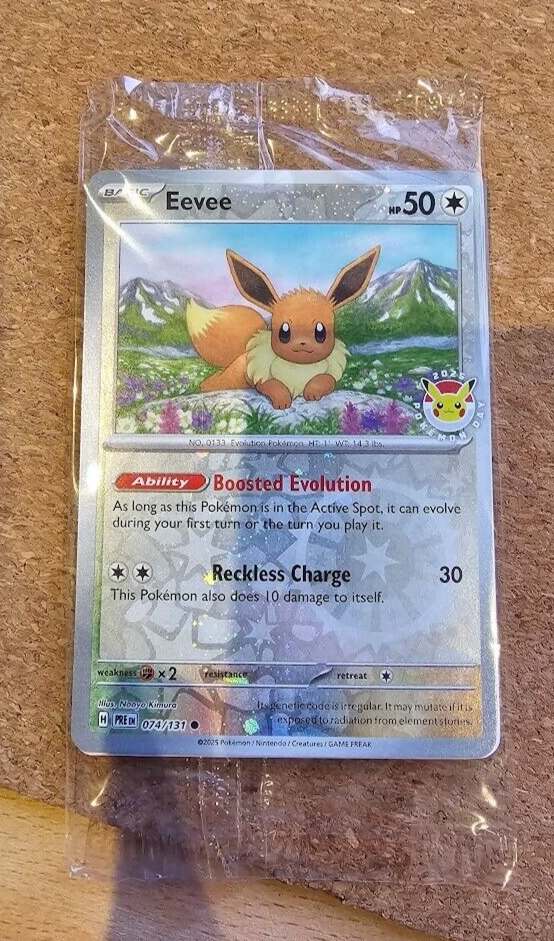 BASIC Eevee HP 50
2025 POKÉMON DAY
NO. 0133 Evolution Pokémon HT: 1' WT: 14.3 lbs.
Ability Boosted Evolution
As long as this Pokémon is in the Active Spot, it can evolve
during your first turn or the turn you play it.
Reckless Charge 30
This Pokémon also does 10 damage to itself.
weakness ×2 resistance retreat
Illus. Naoyo Kimura
Its genetic code is irregular. It may mutate if it is
exposed to radiation from element stones.
H PRE EN 074/131
©2025 Pokémon / Nintendo / Creatures / GAME FREAK